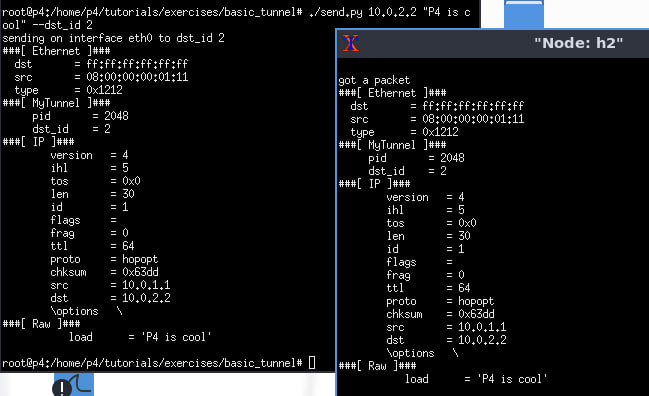 root@p4:/home/p4/tutorials/exercises/basic_tunnel# ./send.py 10.0.2.2 "P4 is c
ool" --dst_id 2
sending on interface eth0 to dst_id 2
###[ Ethernet ]###
dst = ff:ff:ff:ff:ff:ff
src = 08:00:00:00:01:11
type = 0x1212
###[ MyTunnel ]###
pid = 2048
dst_id = 2
###[ IP ]###
version = 4
ihl = 5
tos = 0x0
len = 30
id = 1
flags =
frag = 0
ttl = 64
proto = hopopt
chksum = 0x63dd
src = 10.0.1.1
dst = 10.0.2.2
\options \
###[ Raw ]###
load = 'P4 is cool'
root@p4:/home/p4/tutorials/exercises/basic_tunnel#
"Node: h2"
got a packet
###[ Ethernet ]###
dst = ff:ff:ff:ff:ff:ff
src = 08:00:00:00:01:11
type = 0x1212
###[ MyTunnel ]###
pid = 2048
dst_id = 2
###[ IP ]###
version = 4
ihl = 5
tos = 0x0
len = 30
id = 1
flags =
frag = 0
ttl = 64
proto = hopopt
chksum = 0x63dd
src = 10.0.1.1
dst = 10.0.2.2
\options \
###[ Raw ]###
load = 'P4 is cool'